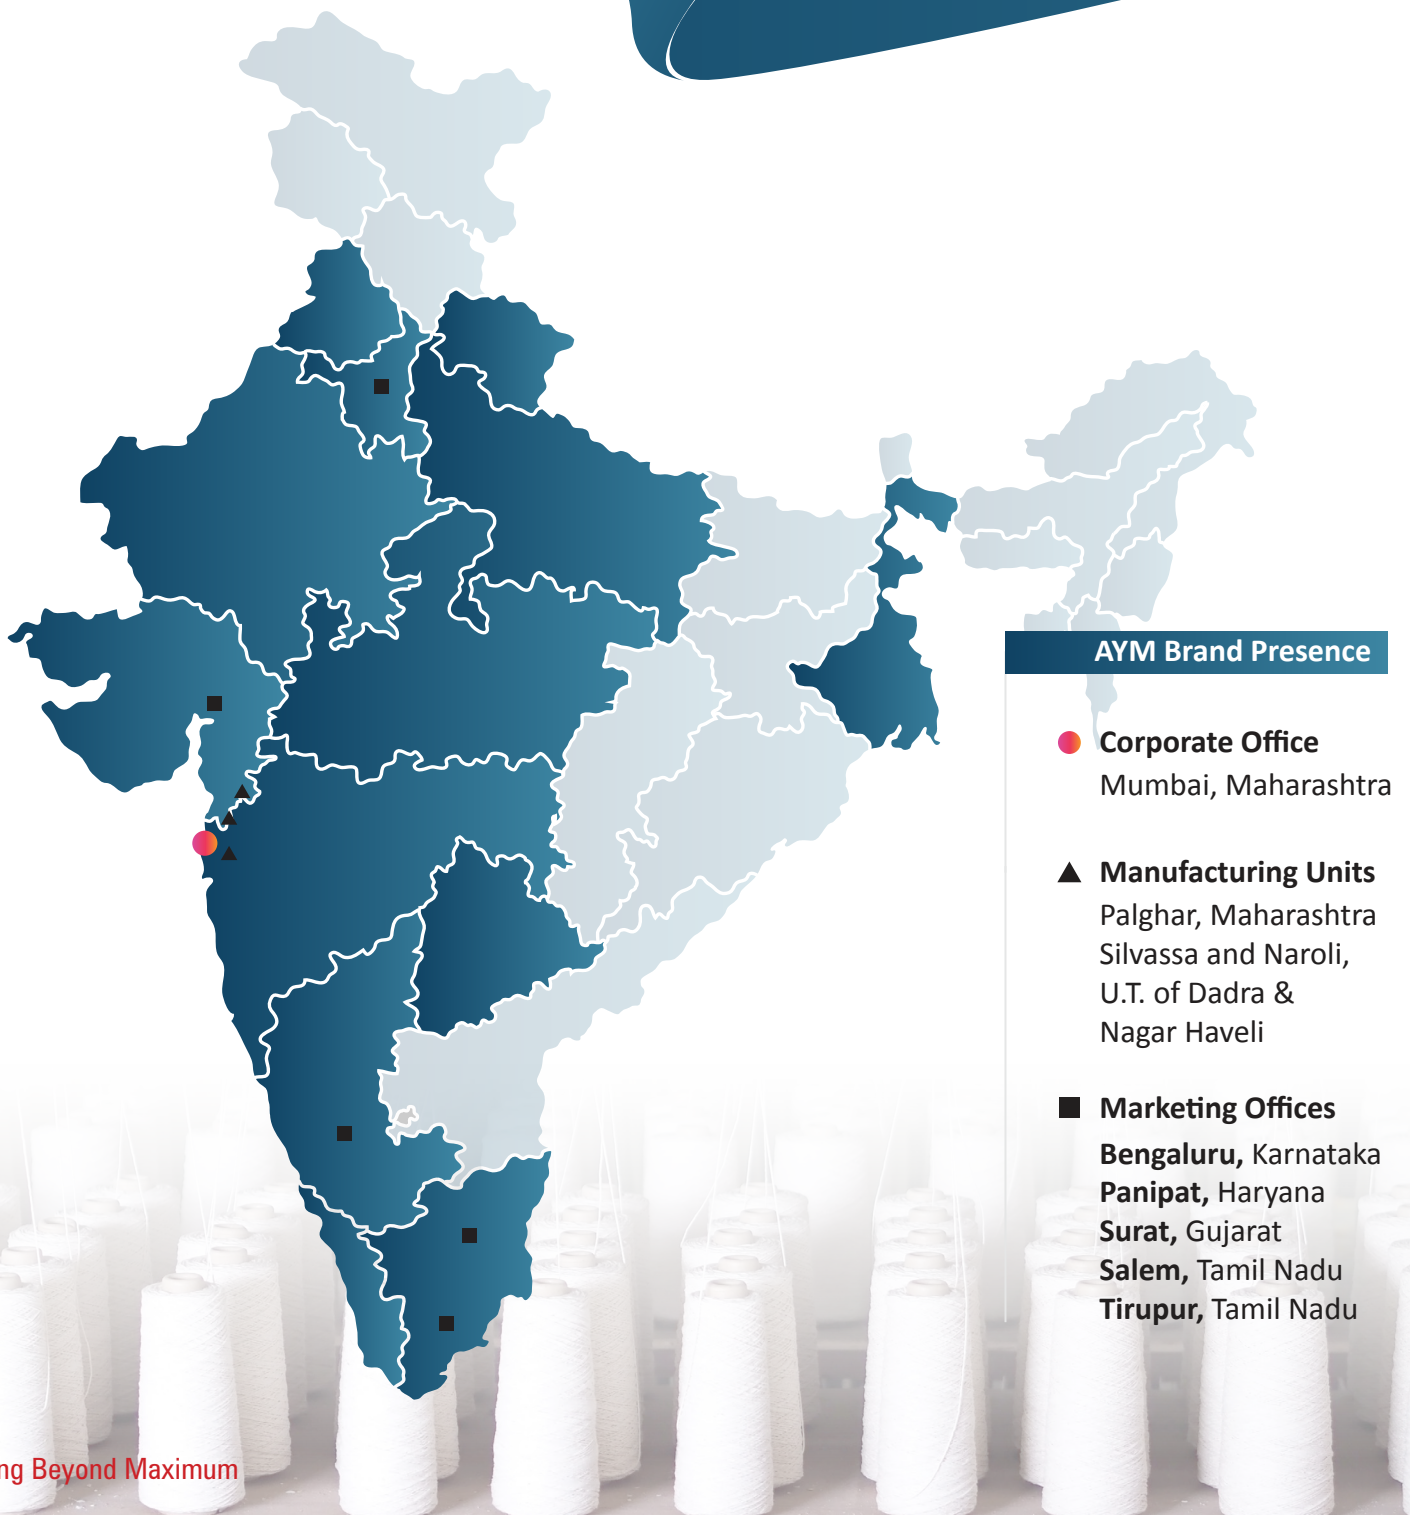 AYM Brand Presence
Corporate Office
Mumbai, Maharashtra
Manufacturing Units
Palghar, Maharashtra
Silvassa and Naroli,
U.T. of Dadra &
Nagar Haveli
Marketing Offices
Bengaluru, Karnataka
Panipat, Haryana
Surat, Gujarat
Salem, Tamil Nadu
Tirupur, Tamil Nadu
Beyond Maximum